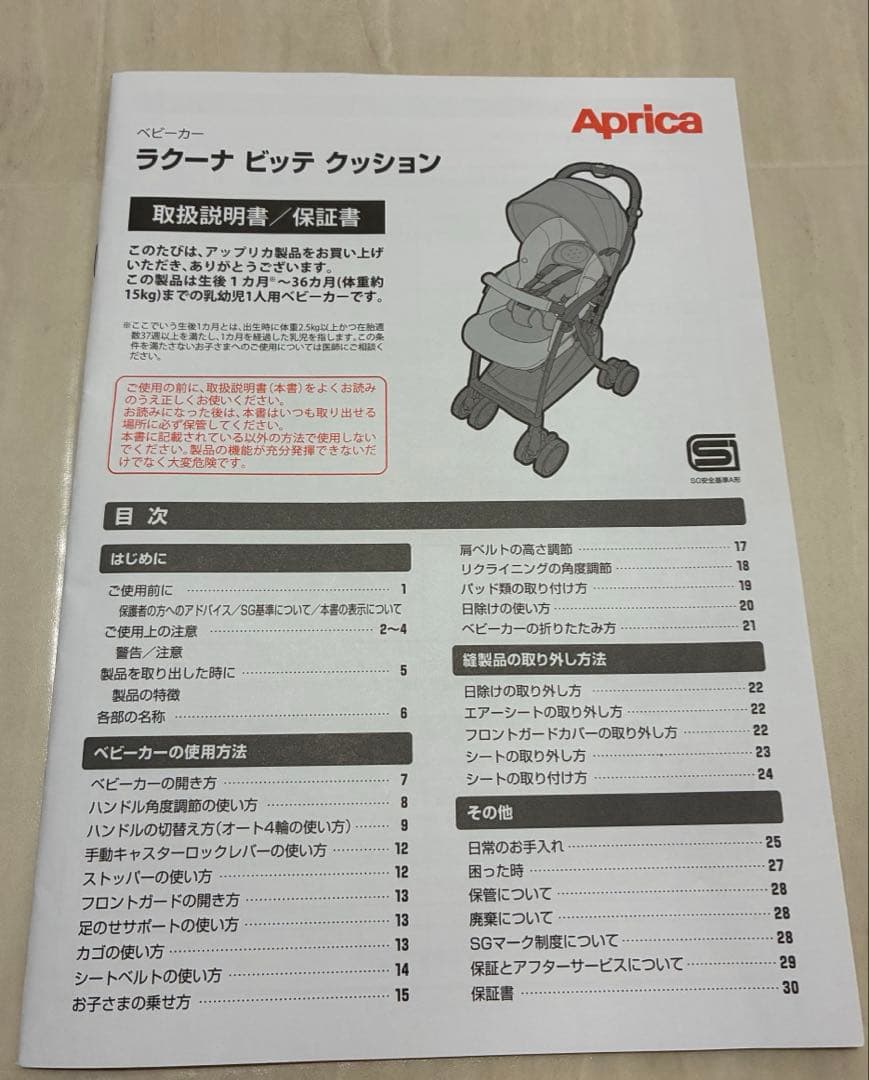 Aprica
ベビーカー
ラクーナ ビッテ クッション
取扱説明書／保証書
このたびは、アップリカ製品をお買い上げ
いただき、ありがとうございます。
この製品は生後1カ月※～36カ月(体重約
15kg)までの乳幼児1人用ベビーカーです。
※ここでいう生後1カ月とは、出生時に体重2.5kg以上かつ在胎週
数37週以上を満たし、1カ月を経過した乳児を指します。この条
件を満たさないお子さまへのご使用については医師にご相談く
ださい。
ご使用の前に、取扱説明書(本書)をよくお読み
のうえ正しくお使いください。
お読みになった後は、本書はいつも取り出せる
場所に必ず保管してください。
本書に記載されている以外の方法で使用しない
でください。製品の機能が充分発揮できないだ
けでなく大変危険です。
SG安全基準A形
目 次
はじめに
ご使用前に 1
保護者の方へのアドバイス／SG基準について／本書の表示について
ご使用上の注意 2～4
警告／注意
製品を取り出した時に 5
製品の特徴
各部の名称 6
ベビーカーの使用方法
ベビーカーの開き方 7
ハンドル角度調節の使い方 8
ハンドルの切替え方(オート4輪の使い方) 9
手動キャスターロックレバーの使い方 12
ストッパーの使い方 12
フロントガードの開き方 13
足のせサポートの使い方 13
カゴの使い方 13
シートベルトの使い方 14
お子さまの乗せ方 15
肩ベルトの高さ調節 17
リクライニングの角度調節 18
パッド類の取り付け方 19
日除けの使い方 20
ベビーカーの折りたたみ方 21
縫製品の取り外し方法
日除けの取り外し方 22
エアーシートの取り外し方 22
フロントガードカバーの取り外し方 22
シートの取り外し方 23
シートの取り付け方 24
その他
日常のお手入れ 25
困った時 27
保管について 28
廃棄について 28
SGマーク制度について 28
保証とアフターサービスについて 29
保証書 30